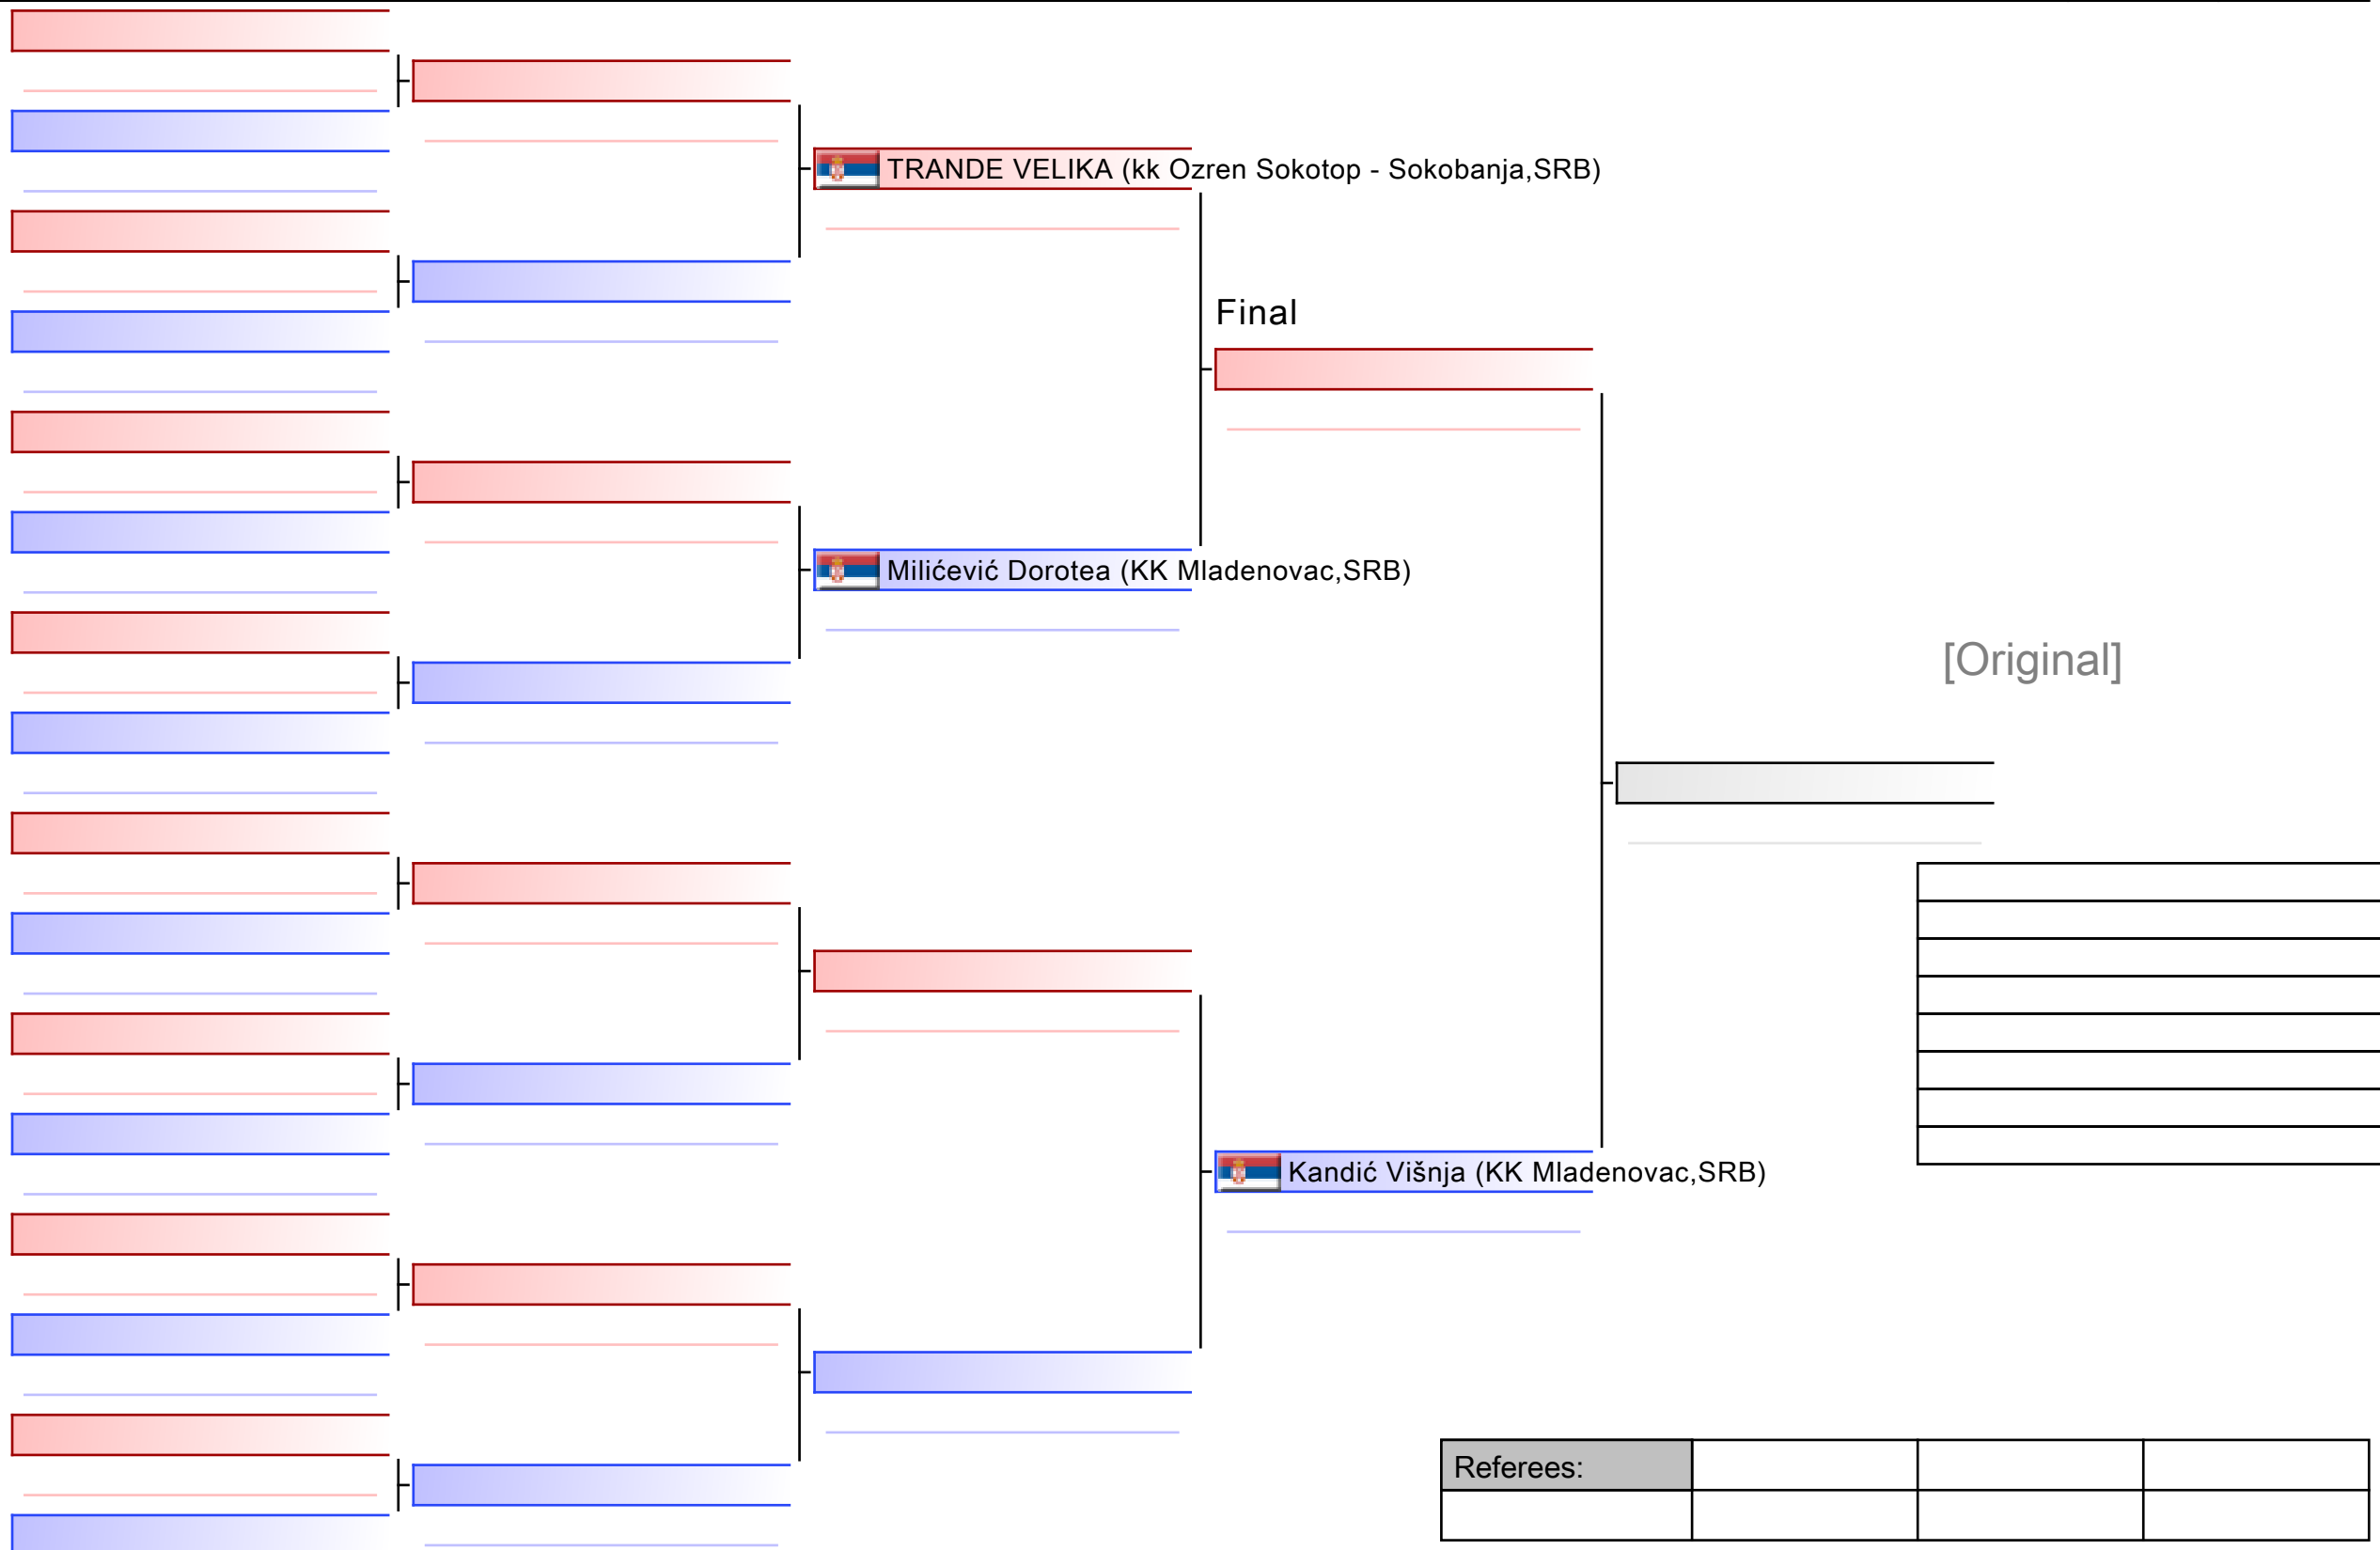 TRANDE VELIKA (kk Ozren Sokotop - Sokobanja,SRB)
Final
Milićević Dorotea (KK Mladenovac,SRB)
[Original]
Kandić Višnja (KK Mladenovac,SRB)
Referees: